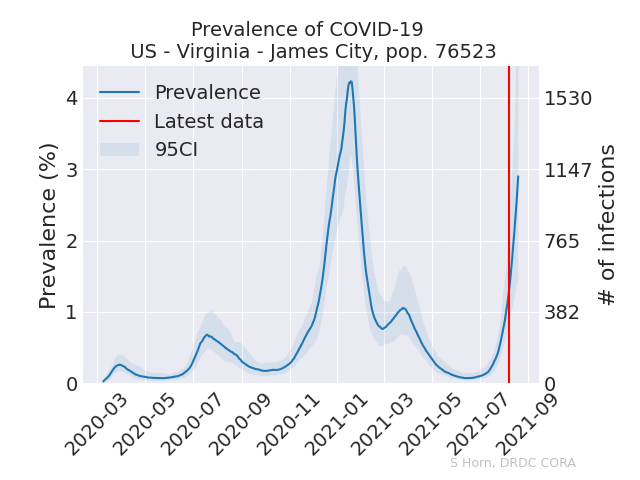 Prevalence of COVID-19
US - Virginia - James City, pop. 76523
Prevalence
Latest data
95CI
Prevalence (%)
4
3
2
1
0
1530
1147
765
382
0
# of infections
2020-03
2020-05
2020-07
2020-09
2020-11
2021-01
2021-03
2021-05
2021-07
2021-09
S Horn, DRDC CORA